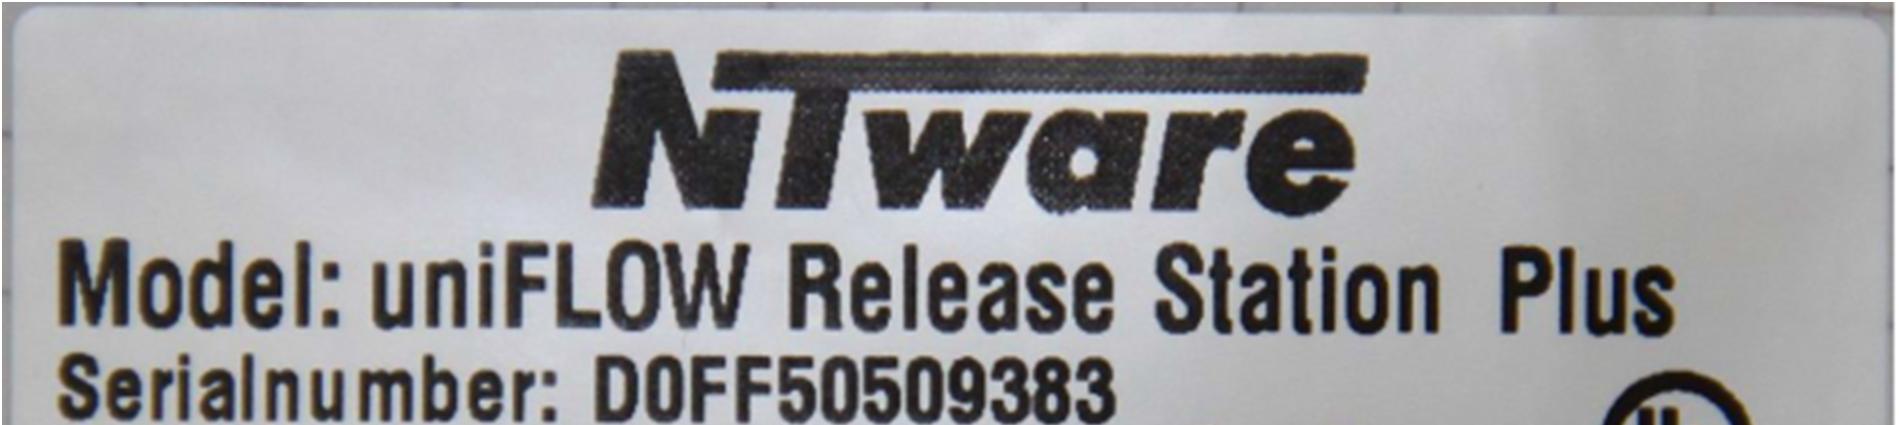 NTware
Model: uniFLOW Release Station Plus
Serialnumber: D0FF50509383